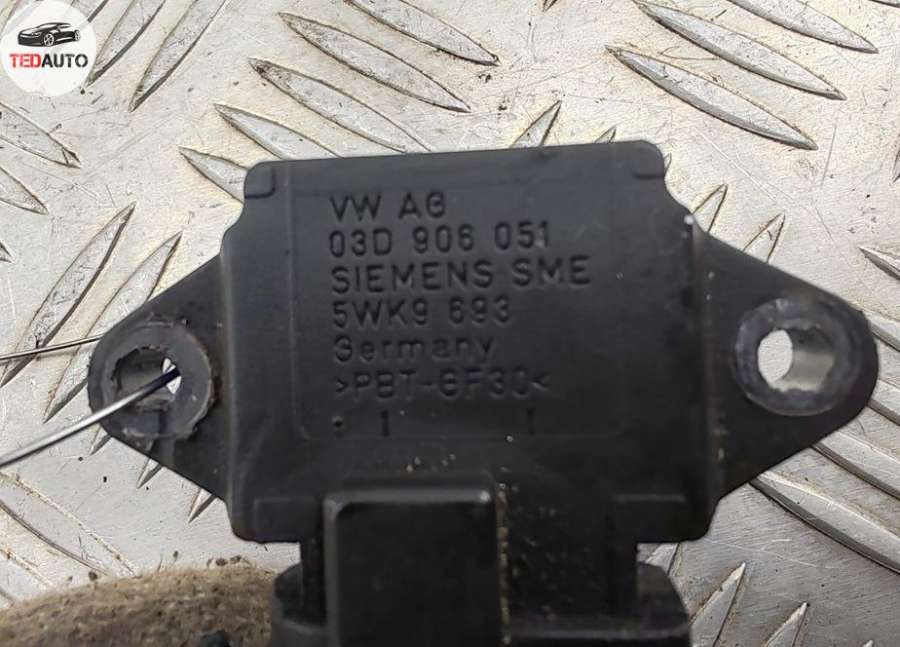 TEDAUTO
VW AG
03D 906 051
SIEMENS SME
5WK9 693
Germany
>PBT-GF30<
1 1